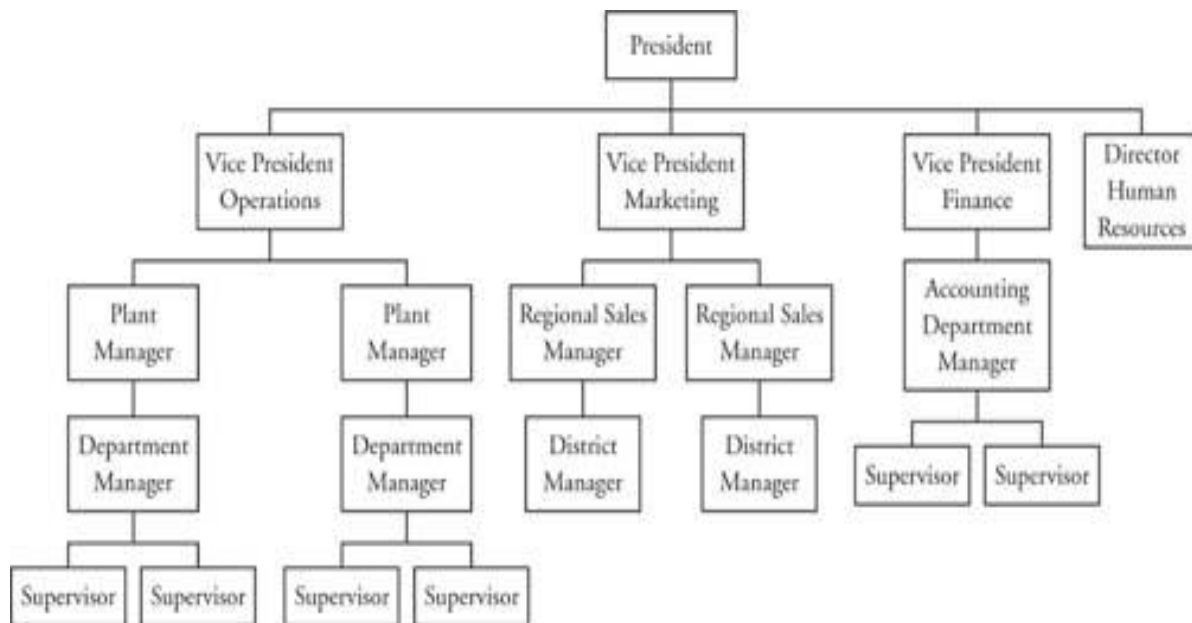 President
Vice President
Operations
Vice President
Marketing
Vice President
Finance
Director
Human
Resources
Plant
Manager
Plant
Manager
Regional Sales
Manager
Regional Sales
Manager
Accounting
Department
Manager
Department
Manager
Department
Manager
District
Manager
District
Manager
Supervisor
Supervisor
Supervisor
Supervisor
Supervisor
Supervisor